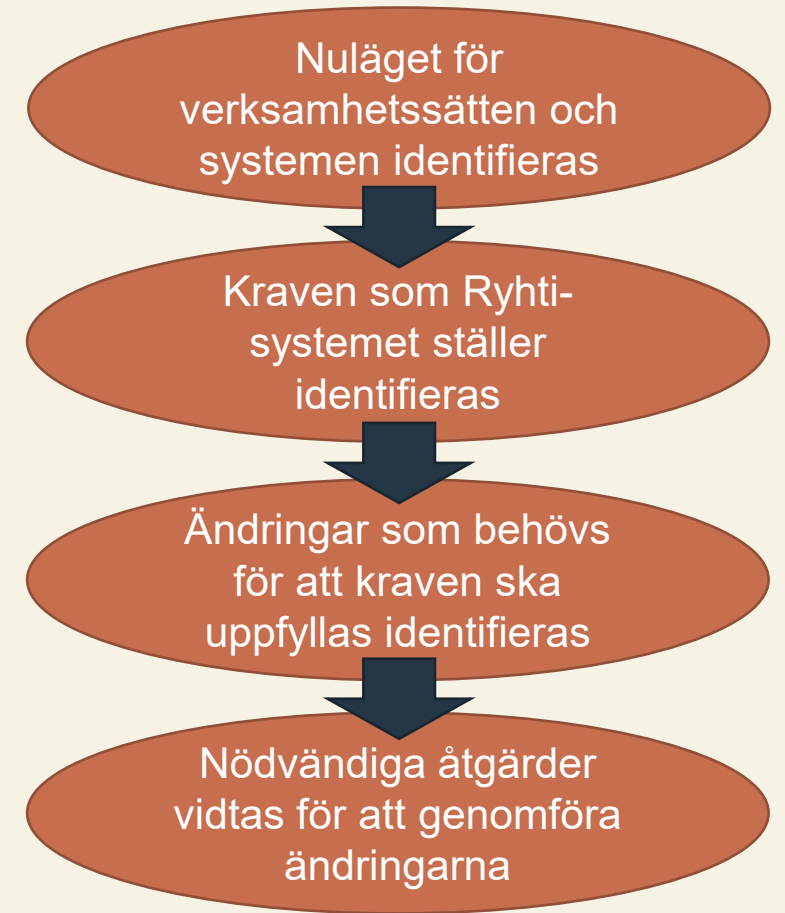 Nuläget för
verksamhetssätten och
systemen identifieras
Kraven som Ryhti-
systemet ställer
identifieras
Ändringar som behövs
för att kraven ska
uppfyllas identifieras
Nödvändiga åtgärder
vidtas för att genomföra
ändringarna